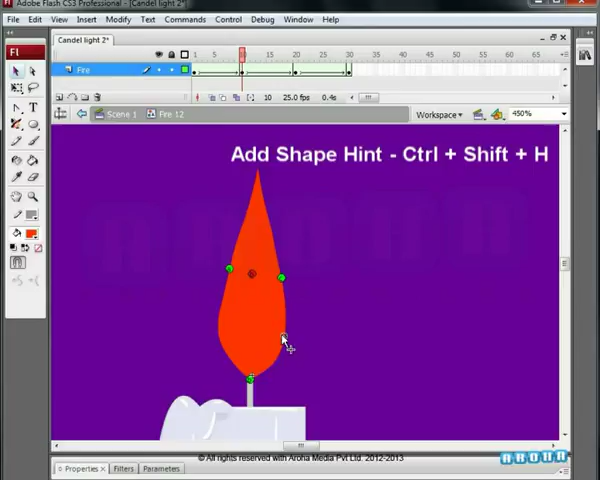 Adobe Flash CS3 Professional - [Candel light 2*]
File Edit View Insert Modify Text Commands Control Debug Window Help
Fl
Candel light 2*
1 5 10 15 20 25 30 35 40 45 50 55 60 65
Fire
10 25.0 fps 0.4s
Scene 1 Fire 12 Workspace 450%
Add Shape Hint - Ctrl + Shift + H
AROHA
© All rights reserved with Aroha Media Pvt Ltd. 2012-2013
AROHA
Properties × Filters Parameters